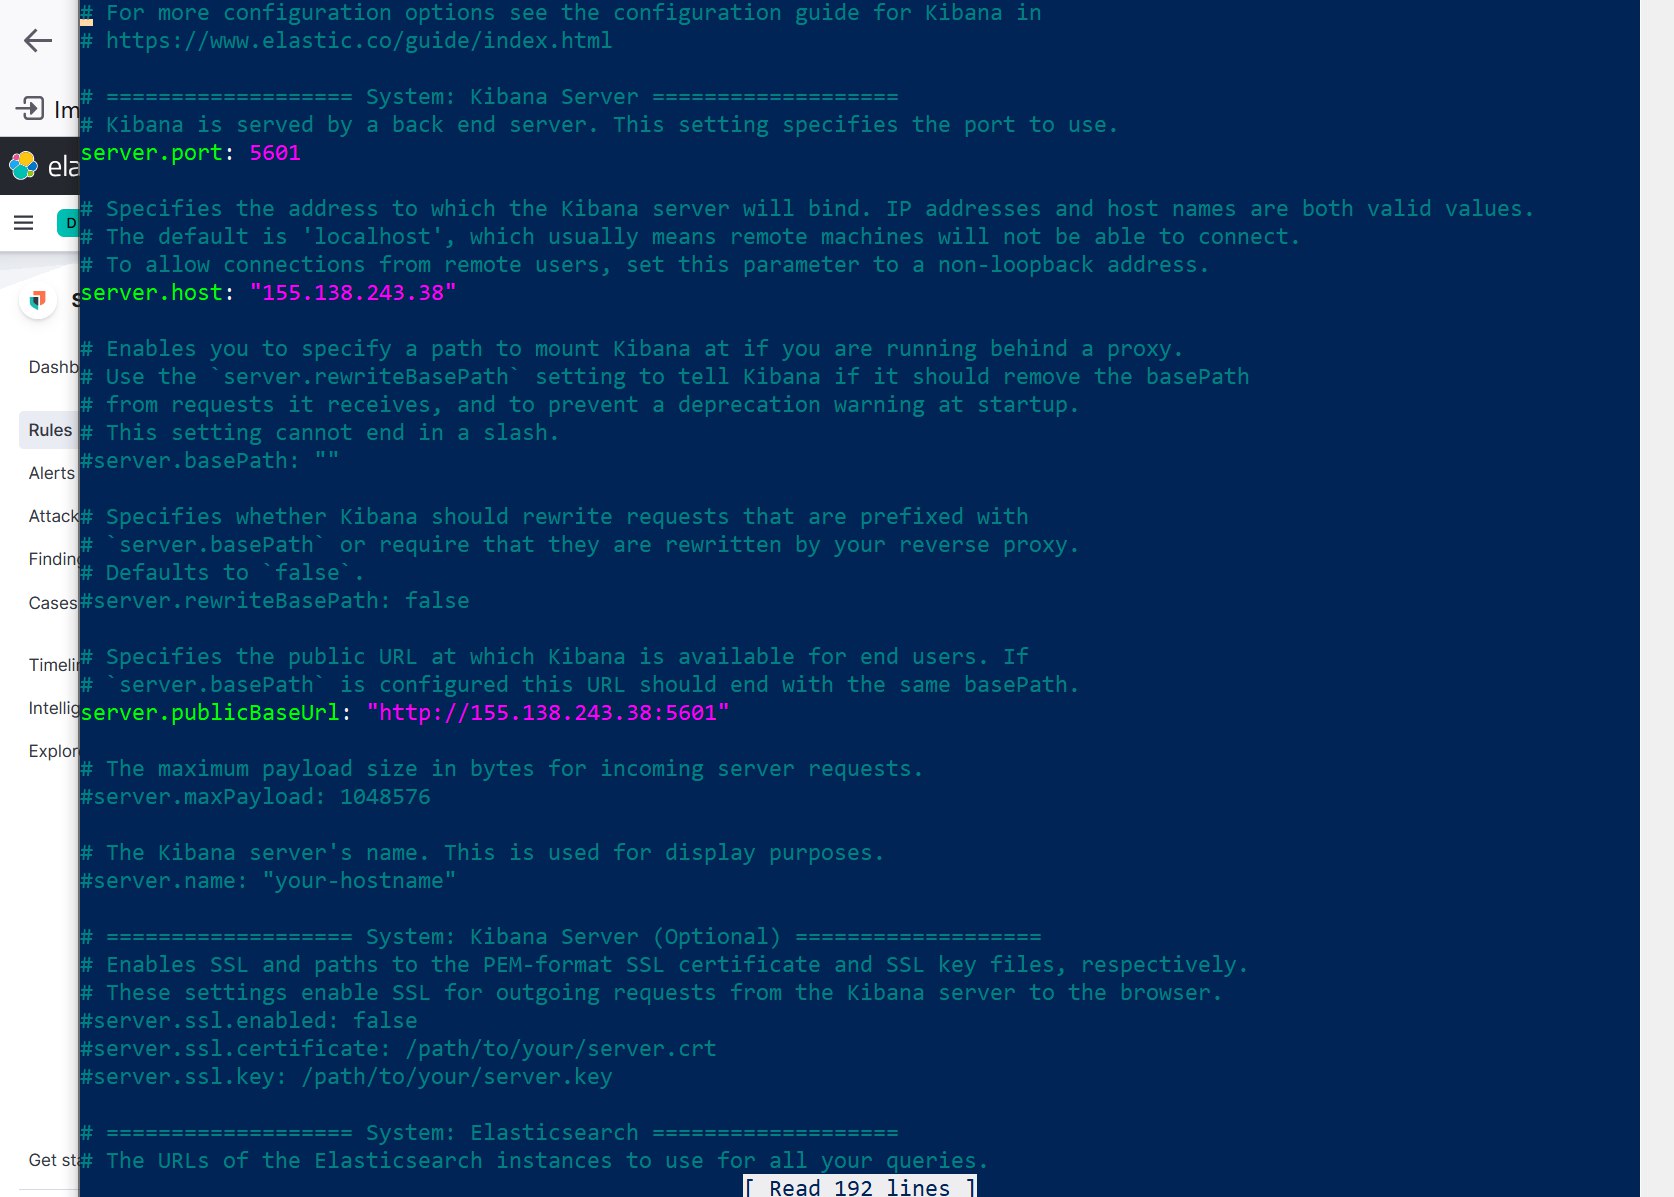 # For more configuration options see the configuration guide for Kibana in
# https://www.elastic.co/guide/index.html
# =================== System: Kibana Server ===================
# Kibana is served by a back end server. This setting specifies the port to use.
server.port: 5601
# Specifies the address to which the Kibana server will bind. IP addresses and host names are both valid values.
# The default is 'localhost', which usually means remote machines will not be able to connect.
# To allow connections from remote users, set this parameter to a non-loopback address.
server.host: "155.138.243.38"
# Enables you to specify a path to mount Kibana at if you are running behind a proxy.
# Use the `server.rewriteBasePath` setting to tell Kibana if it should remove the basePath
# from requests it receives, and to prevent a deprecation warning at startup.
# This setting cannot end in a slash.
#server.basePath: ""
# Specifies whether Kibana should rewrite requests that are prefixed with
# `server.basePath` or require that they are rewritten by your reverse proxy.
# Defaults to `false`.
#server.rewriteBasePath: false
# Specifies the public URL at which Kibana is available for end users. If
# `server.basePath` is configured this URL should end with the same basePath.
server.publicBaseUrl: "http://155.138.243.38:5601"
# The maximum payload size in bytes for incoming server requests.
#server.maxPayload: 1048576
# The Kibana server's name. This is used for display purposes.
#server.name: "your-hostname"
# =================== System: Kibana Server (Optional) ===================
# Enables SSL and paths to the PEM-format SSL certificate and SSL key files, respectively.
# These settings enable SSL for outgoing requests from the Kibana server to the browser.
#server.ssl.enabled: false
#server.ssl.certificate: /path/to/your/server.crt
#server.ssl.key: /path/to/your/server.key
# =================== System: Elasticsearch ===================
# The URLs of the Elasticsearch instances to use for all your queries.
[ Read 192 lines ]
Im
ela
D
Dashb
Rules
Alerts
Attack
Finding
Cases
Timelin
Intellig
Explor
Get sta